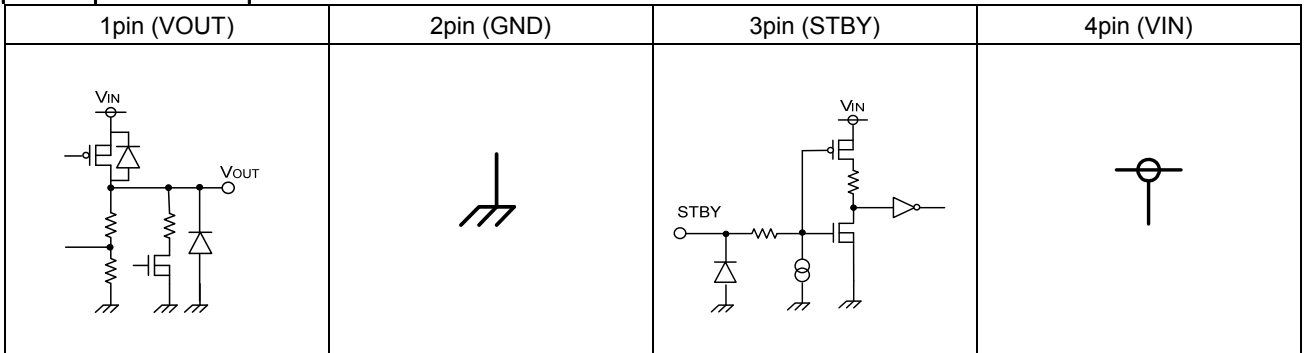 1pin (VOUT)
2pin (GND)
3pin (STBY)
4pin (VIN)
VIN
VOUT
VIN
STBY